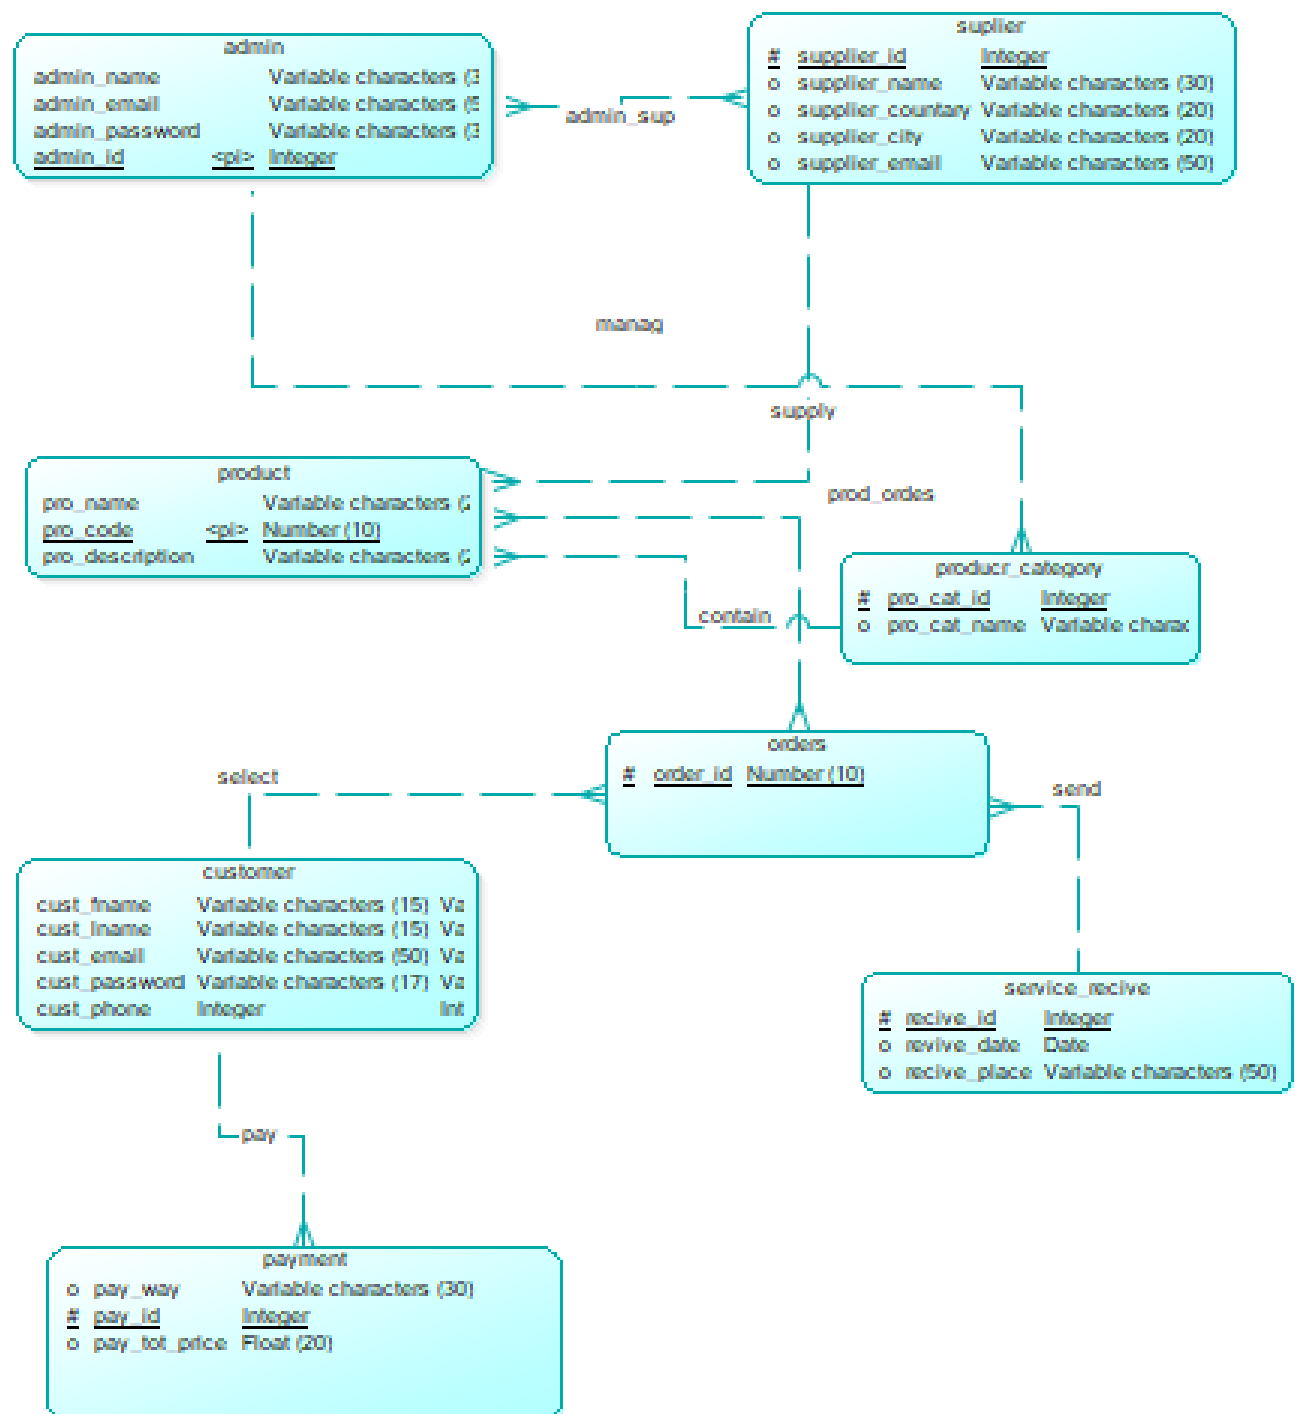 admin
admin_name Variable characters (3
admin_email Variable characters (5
admin_password Variable characters (3
admin_id <pi> Integer
admin_sup
suplier
# supplier_id Integer
o supplier_name Variable characters (30)
o supplier_countary Variable characters (20)
o supplier_city Variable characters (20)
o supplier_email Variable characters (50)
manag
supply
product
pro_name Variable characters (2
pro_code <pi> Number (10)
pro_description Variable characters (2
prod_ordes
contain
producr_category
# pro_cat_id Integer
o pro_cat_name Variable charac
orders
# order_id Number (10)
select
send
customer
cust_fname Variable characters (15) Va
cust_lname Variable characters (15) Va
cust_email Variable characters (50) Va
cust_password Variable characters (17) Va
cust_phone Integer Int
service_recive
# recive_id Integer
o revive_date Date
o recive_place Variable characters (50)
pay
payment
o pay_way Variable characters (30)
# pay_id Integer
o pay_tot_price Float (20)